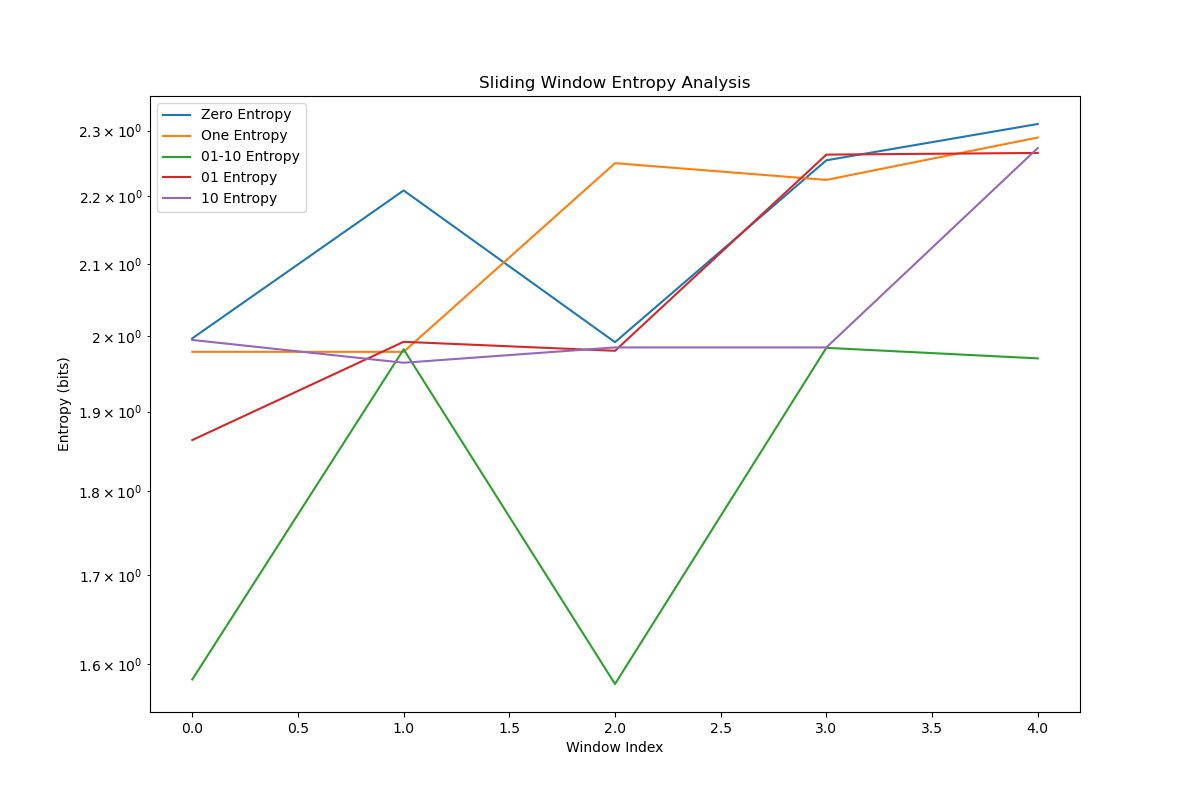 Sliding Window Entropy Analysis
Zero Entropy
One Entropy
01-10 Entropy
01 Entropy
10 Entropy
2.3 × 10⁰
2.2 × 10⁰
2.1 × 10⁰
2 × 10⁰
1.9 × 10⁰
1.8 × 10⁰
1.7 × 10⁰
1.6 × 10⁰
Entropy (bits)
0.0 0.5 1.0 1.5 2.0 2.5 3.0 3.5 4.0
Window Index